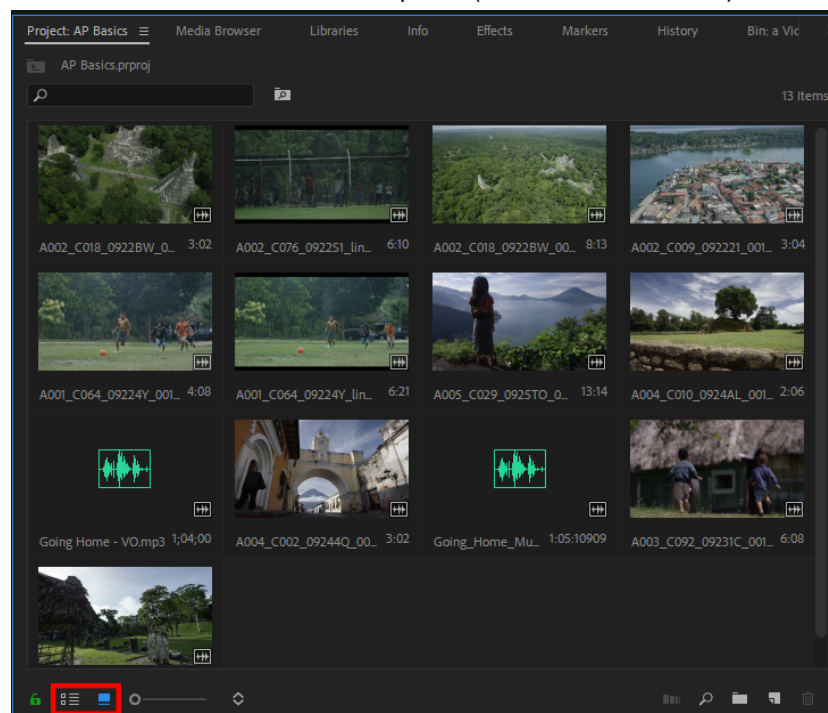 Project: AP Basics Media Browser Libraries Info Effects Markers History Bin: a Vic
AP Basics.prproj
13 Items
A002_C018_0922BW_0... 3:02 A002_C076_0922S1_lin... 6:10 A002_C018_0922BW_00... 8:13 A002_C009_092221_001... 3:04
A001_C064_09224Y_001... 4:08 A001_C064_09224Y_lin... 6:21 A005_C029_0925TO_0... 13:14 A004_C010_0924AL_001... 2:06
Going Home - VO.mp3 1;04;00 A004_C002_09244Q_00... 3:02 Going_Home_Mu... 1:05:10909 A003_C092_09231C_001... 6:08